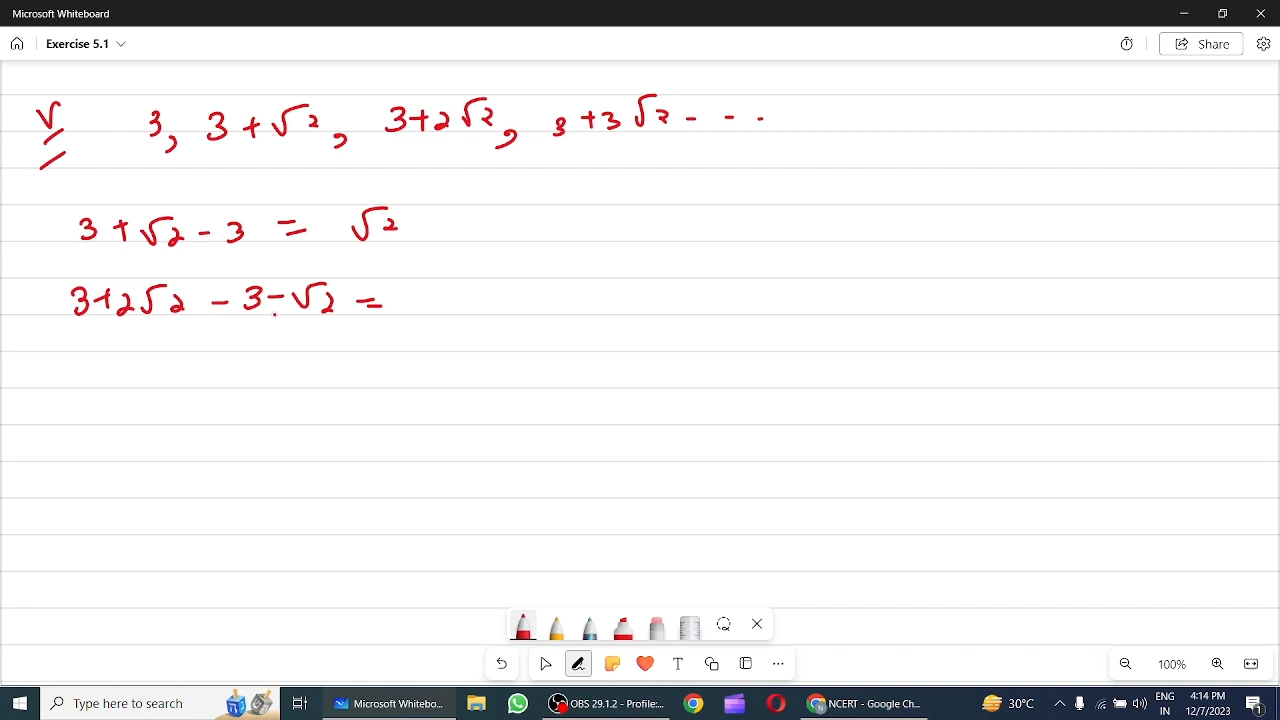 Microsoft Whiteboard
Exercise 5.1
Share
V 3, 3 + √2, 3+2√2, 3 +3√2 - - -
3 + √2 - 3 = √2
3+2√2 - 3-√2 =
T
100%
Type here to search
Microsoft Whitebo...
OBS 29.1.2 - Profile...
NCERT - Google Ch...
30°C
ENG
IN
4:14 PM
12/7/2023